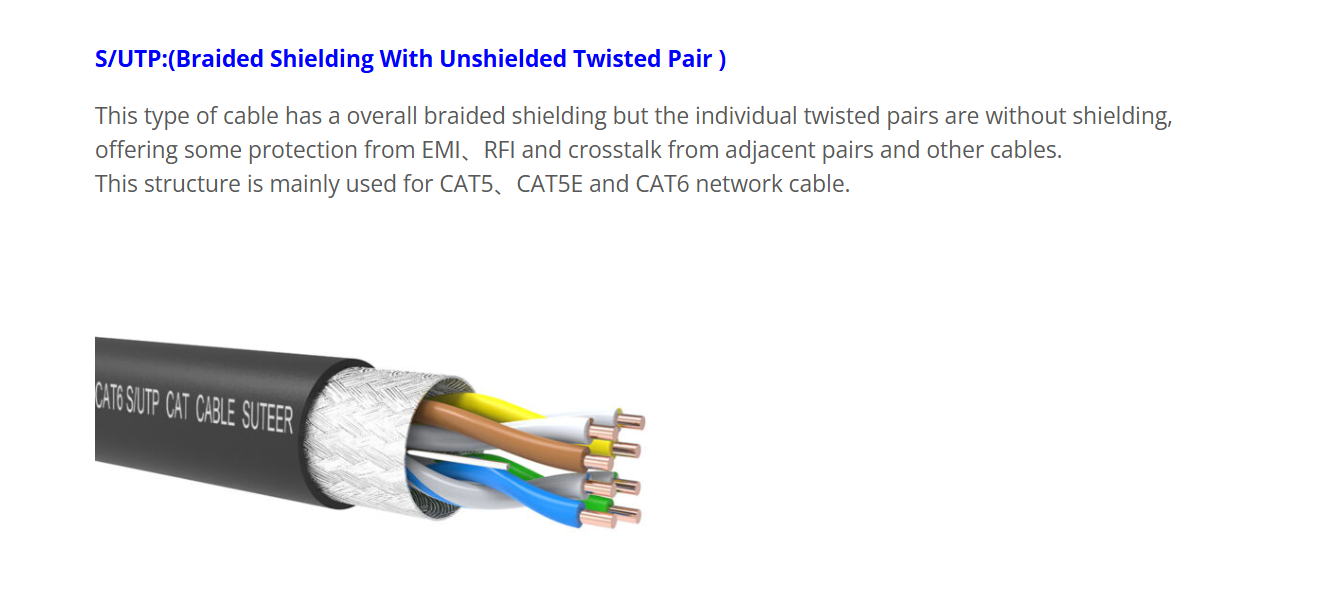 S/UTP:(Braided Shielding With Unshielded Twisted Pair )
This type of cable has a overall braided shielding but the individual twisted pairs are without shielding,
offering some protection from EMI、RFI and crosstalk from adjacent pairs and other cables.
This structure is mainly used for CAT5、CAT5E and CAT6 network cable.
CAT6 S/UTP CAT CABLE SUTEER